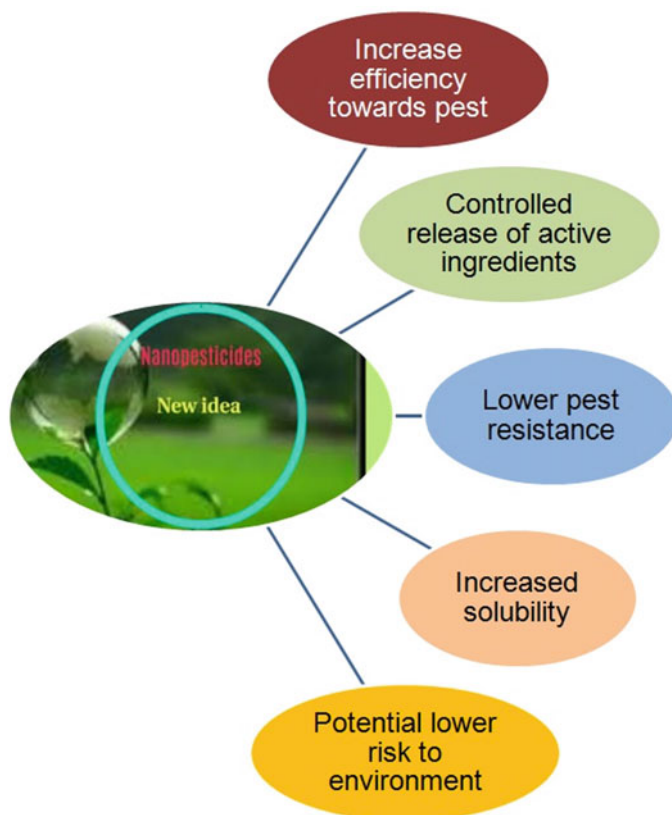 Increase
efficiency
towards pest
Controlled
release of active
ingredients
Nanopesticides
New idea
Lower pest
resistance
Increased
solubility
Potential lower
risk to
environment